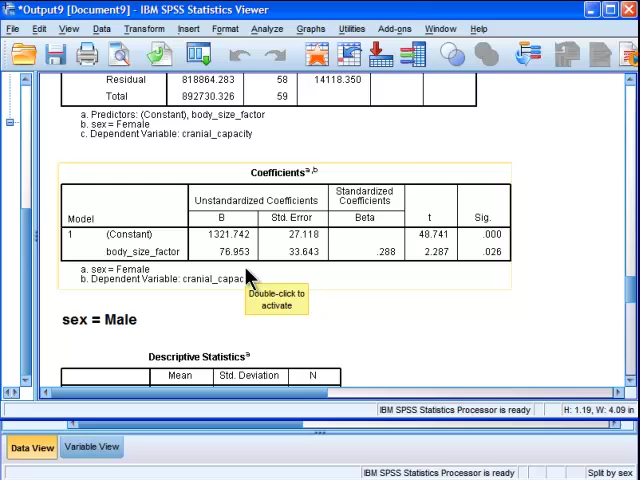 *Output9 [Document9] - IBM SPSS Statistics Viewer
File Edit View Data Transform Insert Format Analyze Graphs Utilities Add-ons Window Help
Residual 818864.283 58 14118.350
Total 892730.326 59
a. Predictors: (Constant), body_size_factor
b. sex = Female
c. Dependent Variable: cranial_capacity
Coefficients a,b
Model Unstandardized Coefficients Standardized Coefficients t Sig.
B Std. Error Beta
1 (Constant) 1321.742 27.118 48.741 .000
body_size_factor 76.953 33.643 .288 2.287 .026
a. sex = Female
b. Dependent Variable: cranial_capac
Double-click to
activate
sex = Male
Descriptive Statistics a
Mean Std. Deviation N
IBM SPSS Statistics Processor is ready H: 1.19, W: 4.09 in
Data View Variable View
IBM SPSS Statistics Processor is ready Split by sex